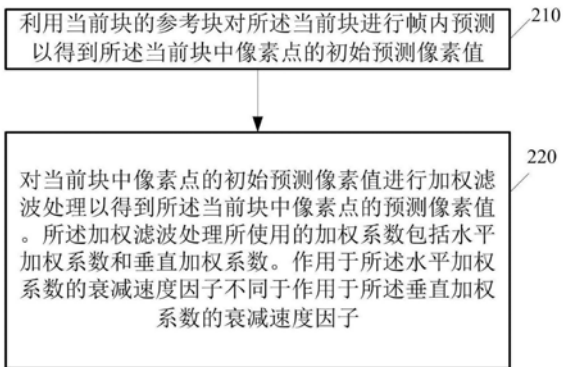 利用当前块的参考块对所述当前块进行帧内预测
以得到所述当前块中像素点的初始预测像素值
210
对当前块中像素点的初始预测像素值进行加权滤
波处理以得到所述当前块中像素点的预测像素值
。所述加权滤波处理所使用的加权系数包括水平
加权系数和垂直加权系数。作用于所述水平加权
系数的衰减速度因子不同于作用于所述垂直加权
系数的衰减速度因子
220